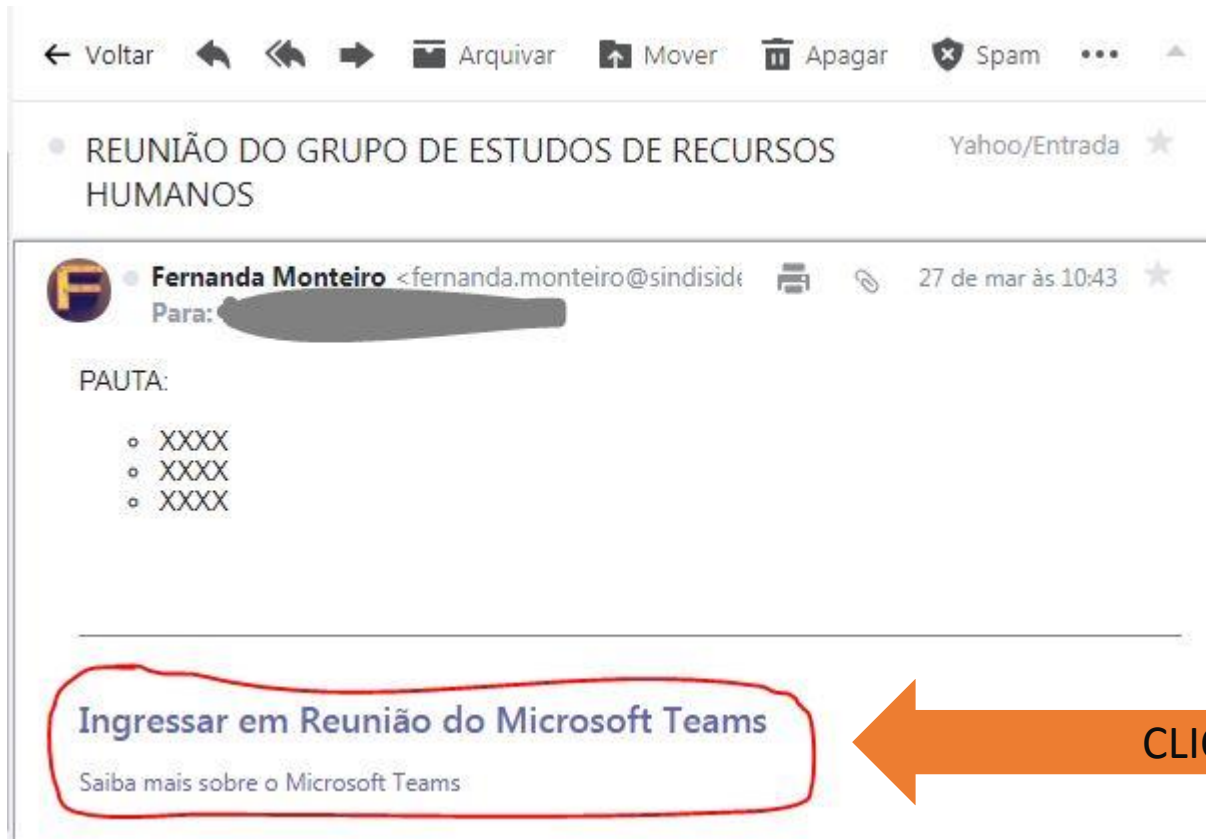 ← Voltar Arquivar Mover Apagar Spam •••
REUNIÃO DO GRUPO DE ESTUDOS DE RECURSOS Yahoo/Entrada
HUMANOS
F Fernanda Monteiro <fernanda.monteiro@sindiside 27 de mar às 10:43
Para:
PAUTA:
XXXX
XXXX
XXXX
Ingressar em Reunião do Microsoft Teams
CLIC
Saiba mais sobre o Microsoft Teams